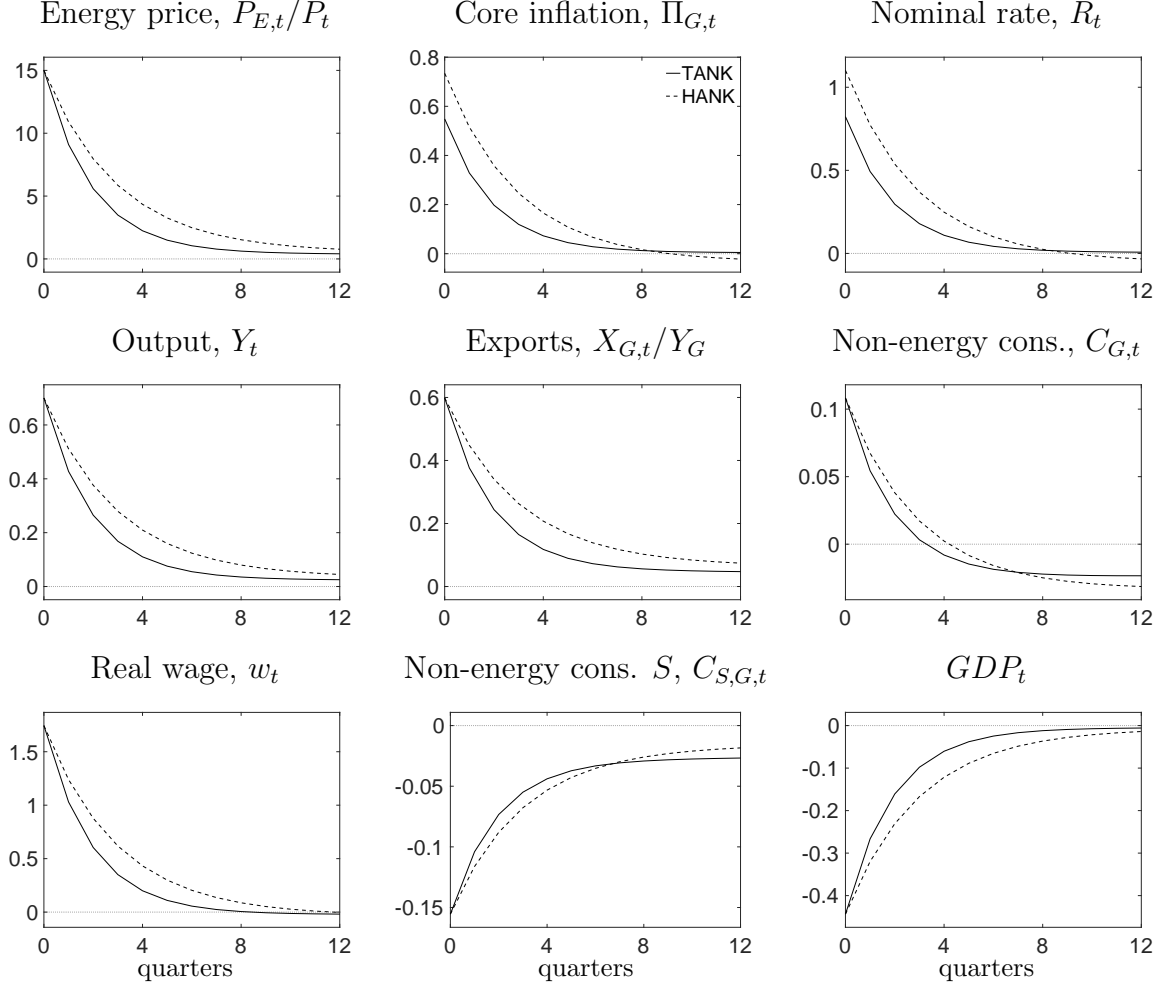 Energy price, $P_{E,t}/P_t$
15
10
5
0
0 4 8 12
Core inflation, $\Pi_{G,t}$
TANK
HANK
0.8
0.6
0.4
0.2
0
0 4 8 12
Nominal rate, $R_t$
1
0.5
0
0 4 8 12
Output, $Y_t$
0.6
0.4
0.2
0
0 4 8 12
Exports, $X_{G,t}/Y_G$
0.6
0.4
0.2
0
0 4 8 12
Non-energy cons., $C_{G,t}$
0.1
0.05
0
0 4 8 12
Real wage, $w_t$
1.5
1
0.5
0
0 4 8 12
quarters
Non-energy cons. $S$, $C_{S,G,t}$
0
-0.05
-0.1
-0.15
0 4 8 12
quarters
$GDP_t$
0
-0.1
-0.2
-0.3
-0.4
0 4 8 12
quarters